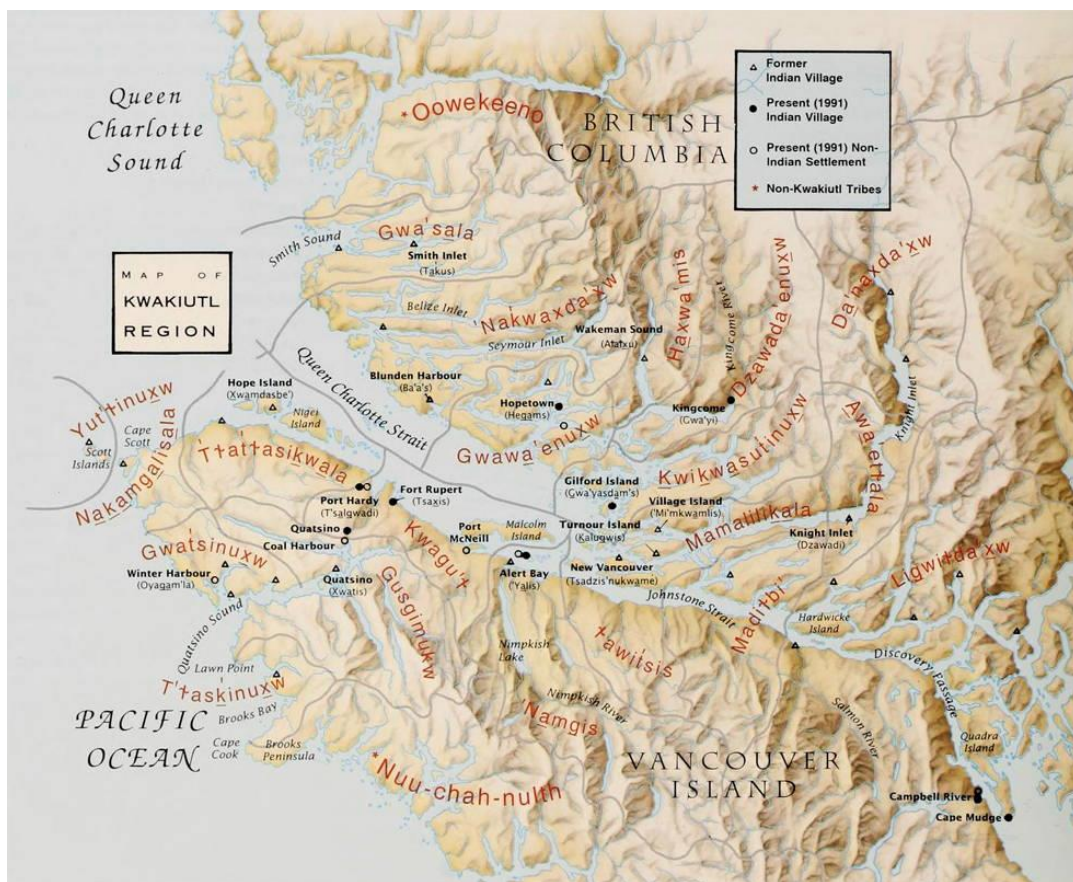 Queen
Charlotte
Sound
*Oowekeeno
BRITISH
COLUMBIA
Former
Indian Village
Present (1991)
Indian Village
Present (1991) Non-
Indian Settlement
* Non-Kwakiutl Tribes
MAP OF
KWAKIUTL
REGION
Smith Sound
Gwa'sala
Smith Inlet
(Takus)
Belize Inlet
'Nakwaxda'xw
Seymour Inlet
Wakeman Sound
(Alalxu)
Haxwa'mis
Kingcome River
Dzawada'enuxw
Da'naxda'xw
Knight Inlet
Queen Charlotte Strait
Blunden Harbour
(Ba'a's)
Hopetown
(Hegams)
Kingcome
(Gwa'yi)
Hope Island
(Xwamdasbe')
Nigei
Island
Yut'łinuxw
Cape
Scott
Scott
Islands
Nakamgalisala
Gwawa'enuxw
Kwikwasutinuxw
Awaetłala
T'łatłasikwala
Port Hardy
(T'salgwadi)
Fort Rupert
(Tsaxis)
Gilford Island
(Gwa'yasdam's)
Village Island
('Mi'mkwamlis)
Turnour Island
(Kalugwis)
Mamalilikala
Knight Inlet
(Dzawadi)
Quatsino
Coal Harbour
Kwagu'ł
Port
McNeill
Malcolm
Island
Alert Bay
('Yalis)
New Vancouver
(Tsadzis'nukwame)
Gwatsinuxw
Winter Harbour
(Oyagam'la)
Quatsino
(Xwatis)
Gusgimukw
Johnstone Strait
Madiłbi'
Hardwicke
Island
Ligwiłda'xw
Quatsino Sound
Lawn Point
T'łaskinuxw
Brooks Bay
Nimpkish
Lake
ławitsis
Nimpkish River
'Namgis
Discovery Passage
Salmon River
Quadra
Island
PACIFIC
OCEAN
Cape
Cook
Brooks
Peninsula
*Nuu-chah-nulth
VANCOUVER
ISLAND
Campbell River
Cape Mudge